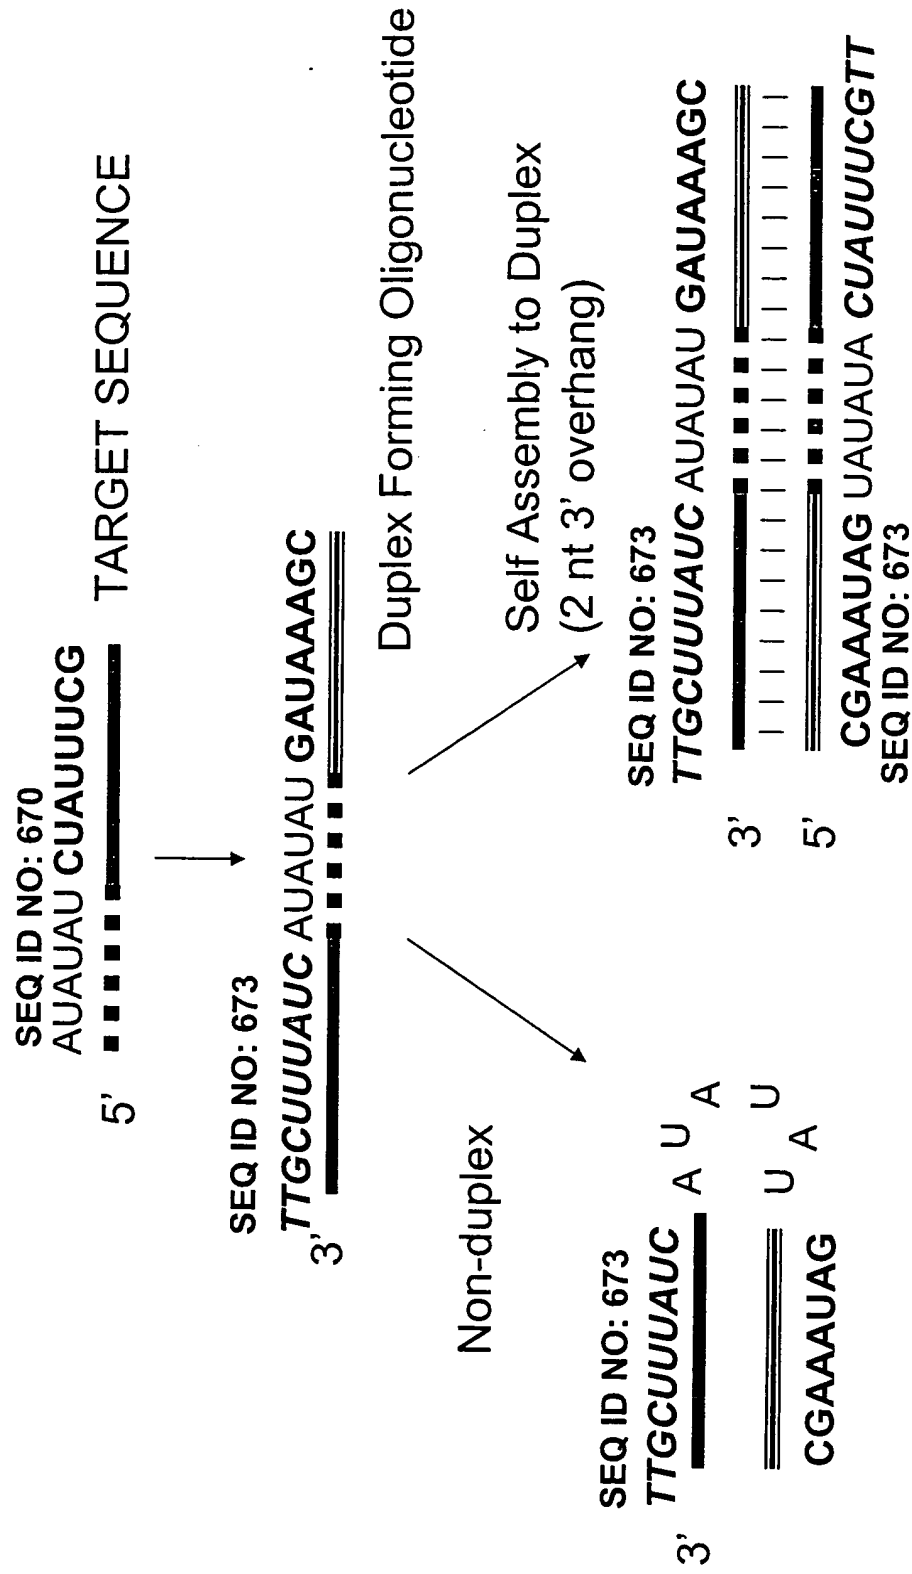 SEQ ID NO: 670
AUAUAU CUAUUUCG
5'
TARGET SEQUENCE
SEQ ID NO: 673
TTGCUUUAUC AUAUAU GAUAAAGC
3'
Duplex Forming Oligonucleotide
Non-duplex
SEQ ID NO: 673
TTGCUUUAUC
3'
A U A
U A U
CGAAAUAG
Self Assembly to Duplex
(2 nt 3' overhang)
SEQ ID NO: 673
TTGCUUUAUC AUAUAU GAUAAAGC
3'
5'
CGAAAUAG UAUAUA CUAUUUCGTT
SEQ ID NO: 673